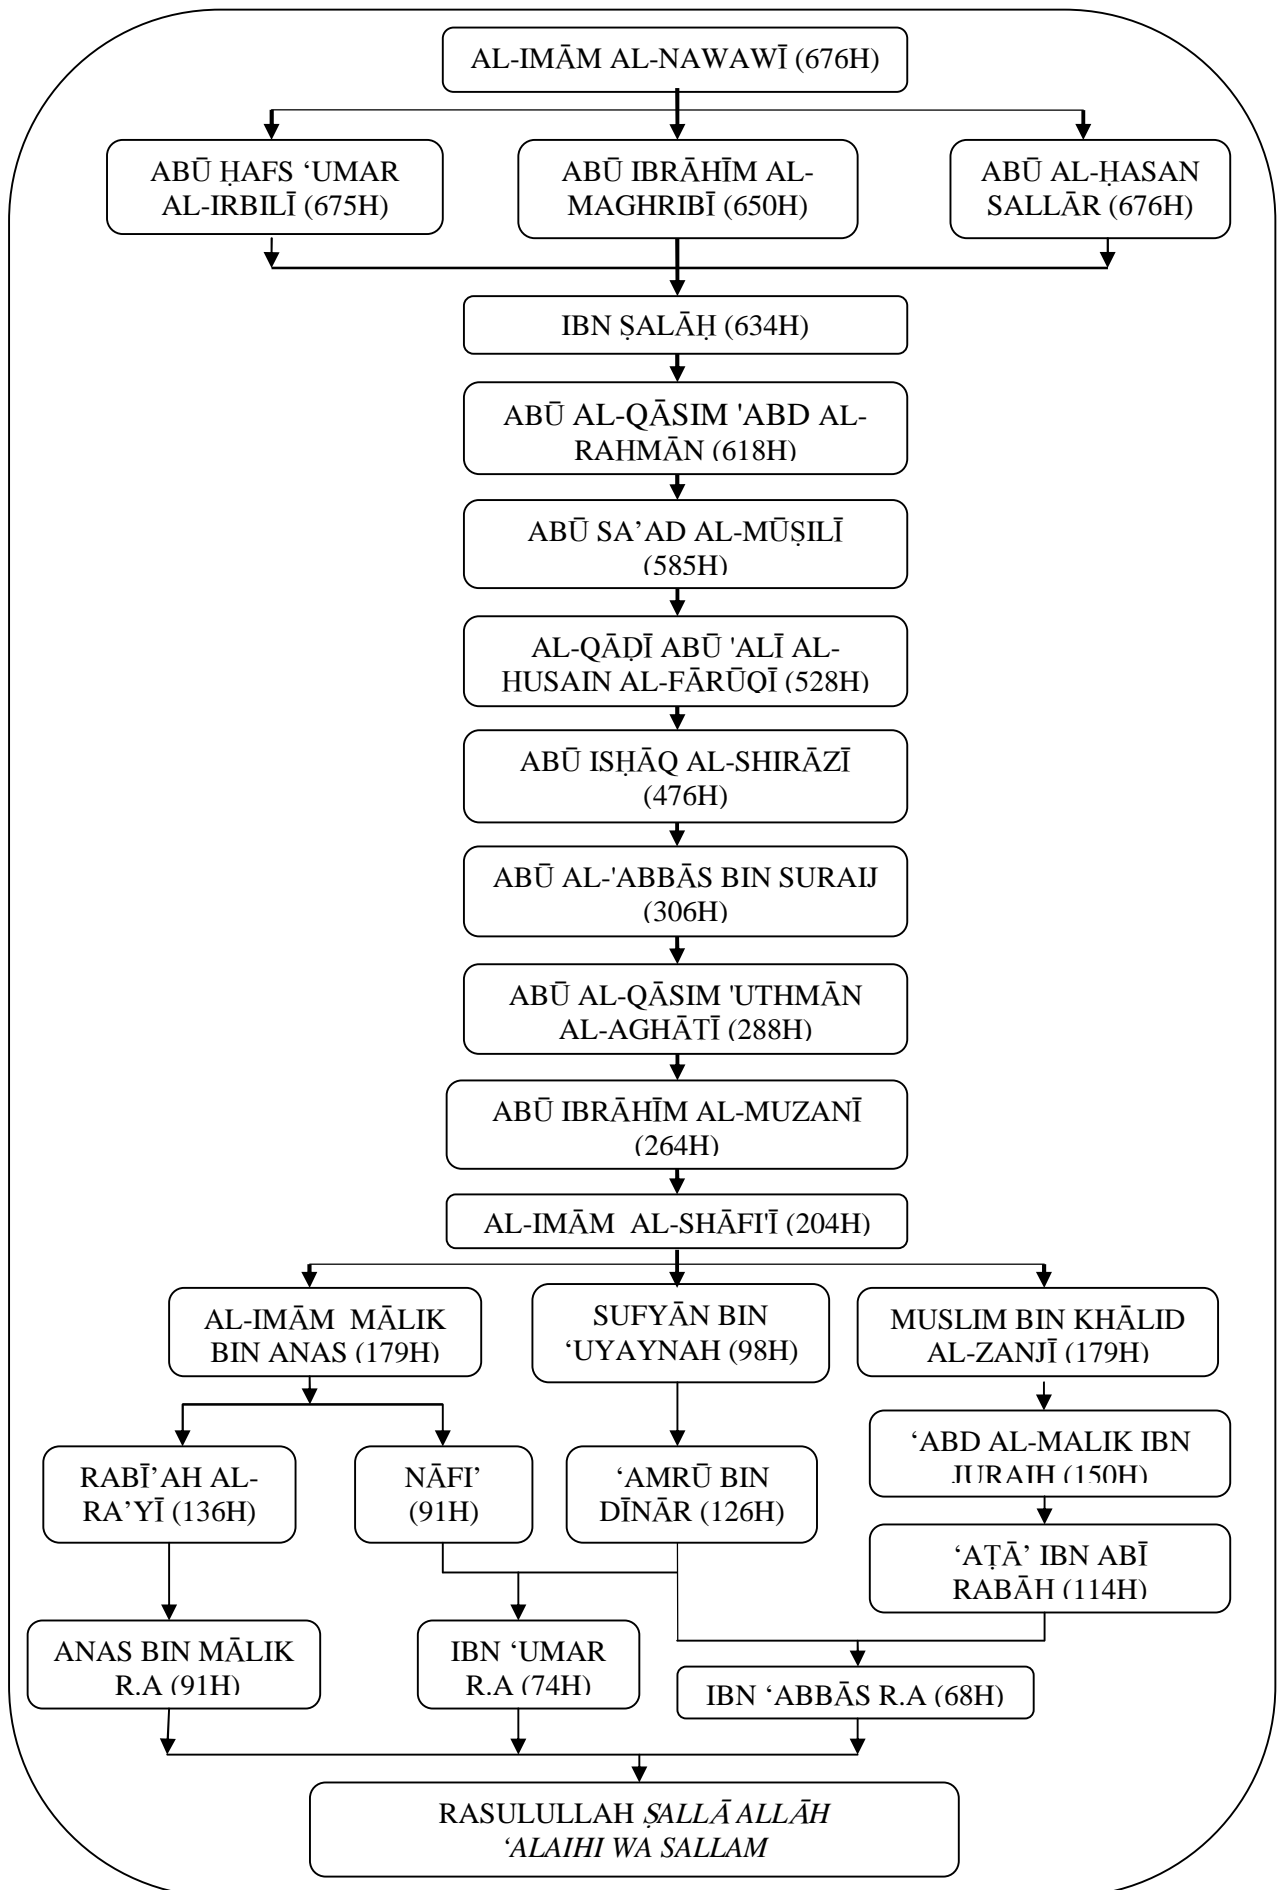 AL-IMĀM AL-NAWAWĪ (676H)
ABŪ ḤAFS ‘UMAR
AL-IRBILĪ (675H)
ABŪ IBRĀHĪM AL-
MAGHRIBĪ (650H)
ABŪ AL-ḤASAN
SALLĀR (676H)
IBN ṢALĀḤ (634H)
ABŪ AL-QĀSIM 'ABD AL-
RAHMĀN (618H)
ABŪ SA’AD AL-MŪṢILĪ
(585H)
AL-QĀḌĪ ABŪ 'ALĪ AL-
HUSAIN AL-FĀRŪQĪ (528H)
ABŪ ISḤĀQ AL-SHIRĀZĪ
(476H)
ABŪ AL-'ABBĀS BIN SURAIJ
(306H)
ABŪ AL-QĀSIM 'UTHMĀN
AL-AGHĀTĪ (288H)
ABŪ IBRĀHĪM AL-MUZANĪ
(264H)
AL-IMĀM AL-SHĀFI'Ī (204H)
AL-IMĀM MĀLIK
BIN ANAS (179H)
SUFYĀN BIN
‘UYAYNAH (98H)
MUSLIM BIN KHĀLID
AL-ZANJĪ (179H)
RABĪ’AH AL-
RA’YĪ (136H)
NĀFI’
(91H)
‘AMRŪ BIN
DĪNĀR (126H)
‘ABD AL-MALIK IBN
JURAIH (150H)
‘AṬĀ’ IBN ABĪ
RABĀH (114H)
ANAS BIN MĀLIK
R.A (91H)
IBN ‘UMAR
R.A (74H)
IBN ‘ABBĀS R.A (68H)
RASULULLAH ṢALLĀ ALLĀH
‘ALAIHI WA SALLAM